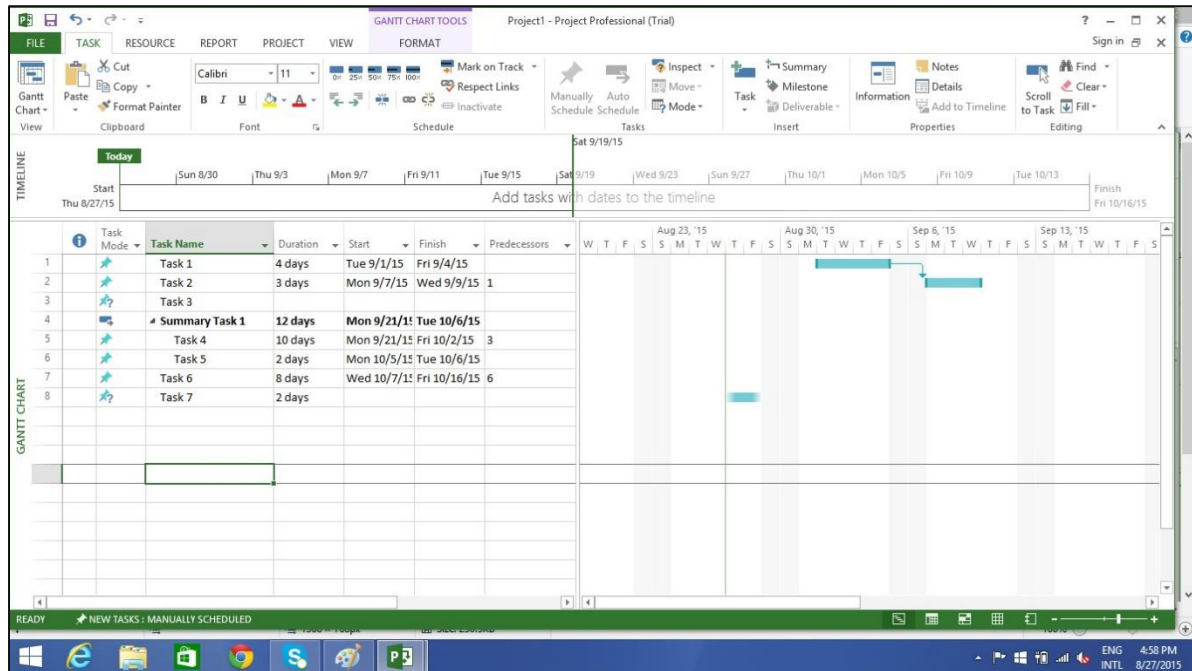 GANTT CHART TOOLS Project1 - Project Professional (Trial) ?
FILE TASK RESOURCE REPORT PROJECT VIEW FORMAT Sign in
Gantt Chart
View
Paste
Cut
Copy
Format Painter
Clipboard
Calibri 11
B I U A
Font
0% 25% 50% 75% 100%
Mark on Track
Respect Links
Inactivate
Schedule
Manually Schedule
Auto Schedule
Inspect
Move
Mode
Tasks
Task
Summary
Milestone
Deliverable
Insert
Information
Notes
Details
Add to Timeline
Properties
Scroll to Task
Find
Clear
Fill
Editing
TIMELINE
Sat 9/19/15
Today
Sun 8/30 Thu 9/3 Mon 9/7 Fri 9/11 Tue 9/15 Sat 9/19 Wed 9/23 Sun 9/27 Thu 10/1 Mon 10/5 Fri 10/9 Tue 10/13
Start
Thu 8/27/15
Add tasks with dates to the timeline
Finish
Fri 10/16/15
GANTT CHART
Task Mode Task Name Duration Start Finish Predecessors
Aug 23, '15 Aug 30, '15 Sep 6, '15 Sep 13, '15
W T F S S M T W T F S S M T W T F S S M T W T F S S M T W T F S
1 Task 1 4 days Tue 9/1/15 Fri 9/4/15
2 Task 2 3 days Mon 9/7/15 Wed 9/9/15 1
3 Task 3
4 Summary Task 1 12 days Mon 9/21/15 Tue 10/6/15
5 Task 4 10 days Mon 9/21/15 Fri 10/2/15 3
6 Task 5 2 days Mon 10/5/15 Tue 10/6/15
7 Task 6 8 days Wed 10/7/15 Fri 10/16/15 6
8 Task 7 2 days
READY NEW TASKS : MANUALLY SCHEDULED
ENG 4:58 PM
INTL 8/27/2015